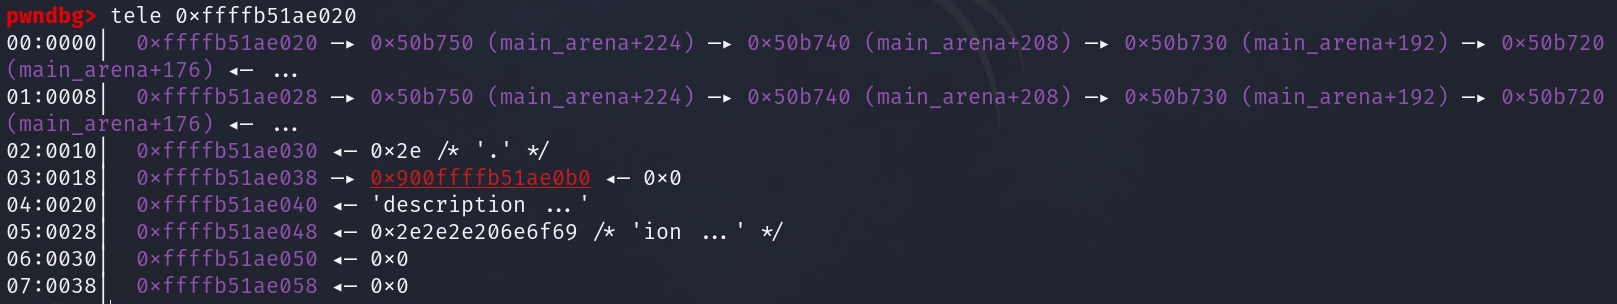 pwndbg> tele 0xffffb51ae020
00:0000│  0xffffb51ae020 —▸ 0x50b750 (main_arena+224) —▸ 0x50b740 (main_arena+208) —▸ 0x50b730 (main_arena+192) —▸ 0x50b720
(main_arena+176) ◂— ...
01:0008│  0xffffb51ae028 —▸ 0x50b750 (main_arena+224) —▸ 0x50b740 (main_arena+208) —▸ 0x50b730 (main_arena+192) —▸ 0x50b720
(main_arena+176) ◂— ...
02:0010│  0xffffb51ae030 ◂— 0x2e /* '.' */
03:0018│  0xffffb51ae038 —▸ 0x900ffffb51ae0b0 ◂— 0x0
04:0020│  0xffffb51ae040 ◂— 'description ...'
05:0028│  0xffffb51ae048 ◂— 0x2e2e2e206e6f69 /* 'ion ...' */
06:0030│  0xffffb51ae050 ◂— 0x0
07:0038│  0xffffb51ae058 ◂— 0x0